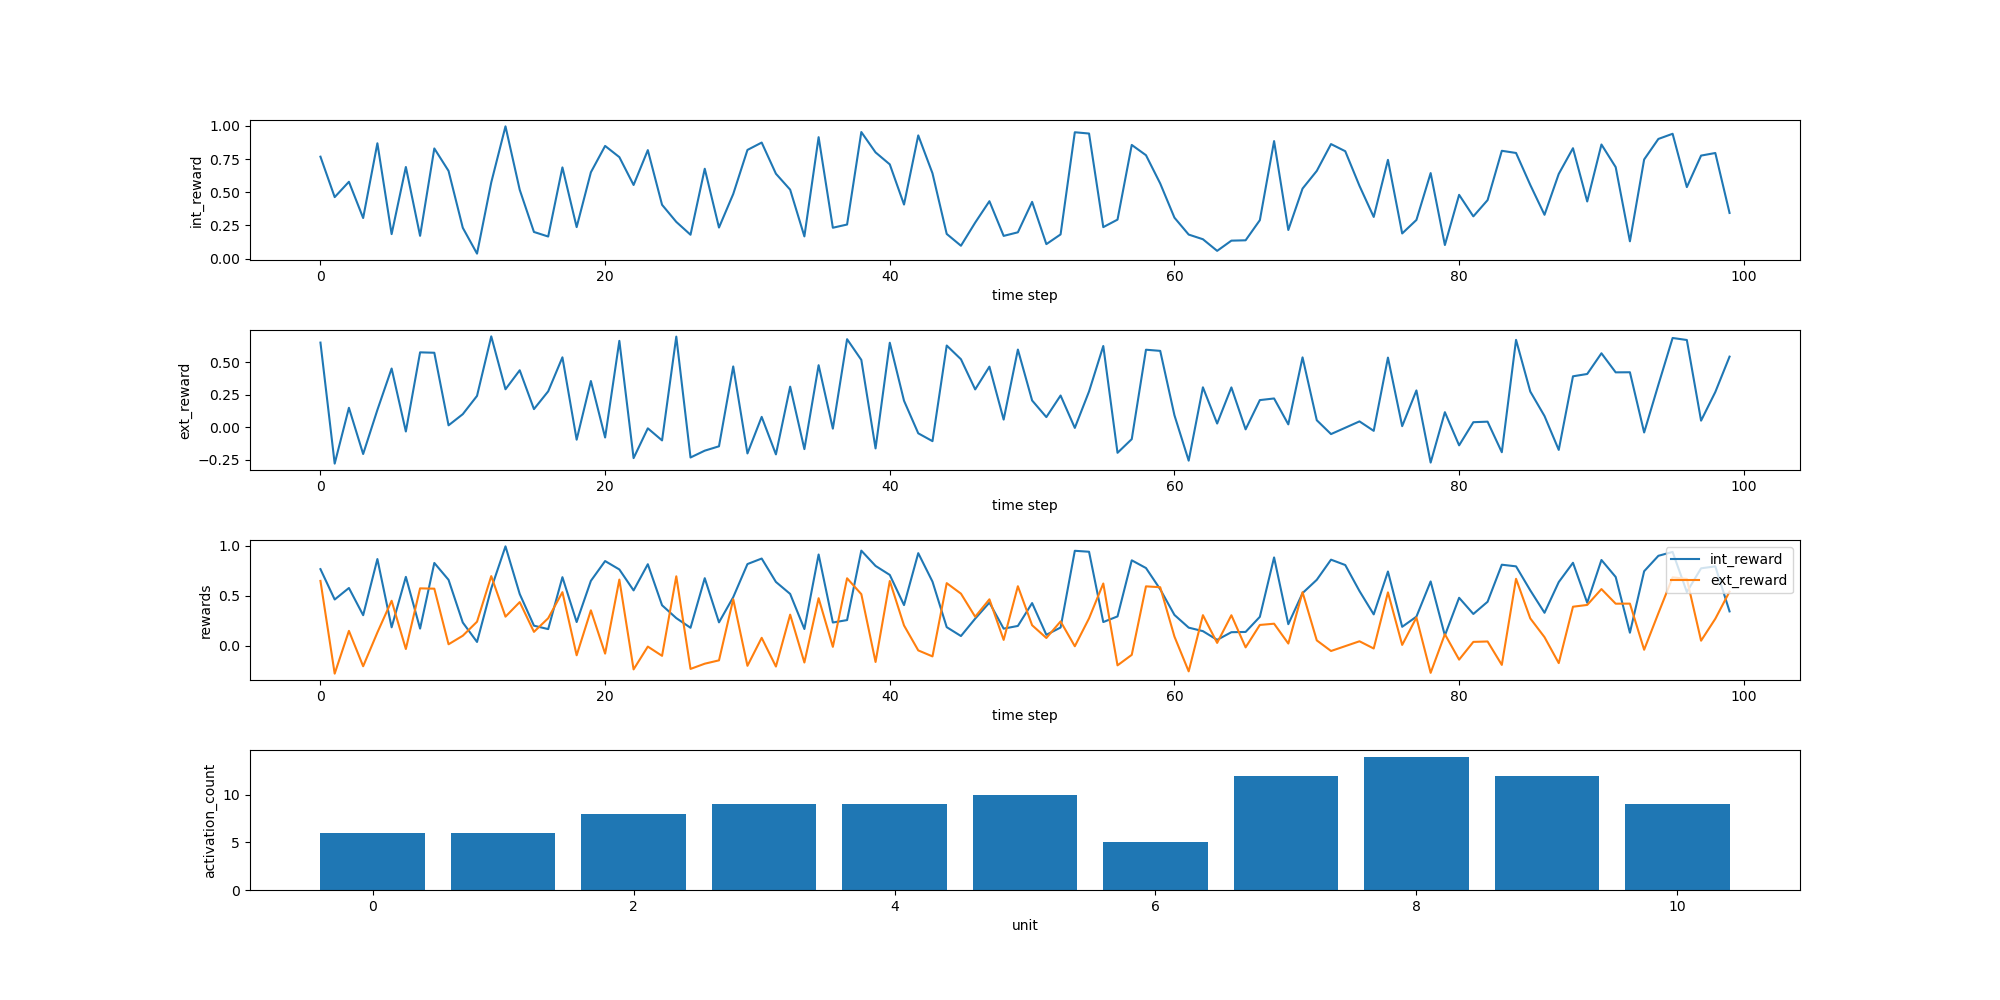 int_reward
1.00
0.75
0.50
0.25
0.00
0 20 40 60 80 100
time step
ext_reward
0.50
0.25
0.00
−0.25
0 20 40 60 80 100
time step
rewards
1.0
0.5
0.0
int_reward
ext_reward
0 20 40 60 80 100
time step
activation_count
10
5
0
0 2 4 6 8 10
unit